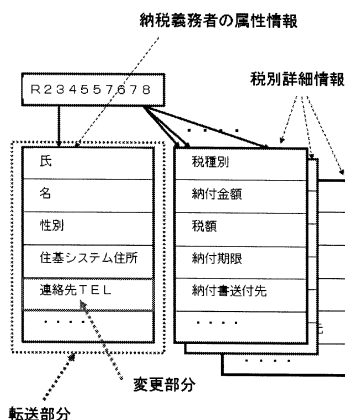 納税義務者の属性情報
R234557678
税別詳細情報
・・・・
氏
名
性別
住基システム住所
連絡先TEL
・・・・
税種別
納付金額
税額
納付期限
納付書送付先
・・・・
・・・・
変更部分
転送部分